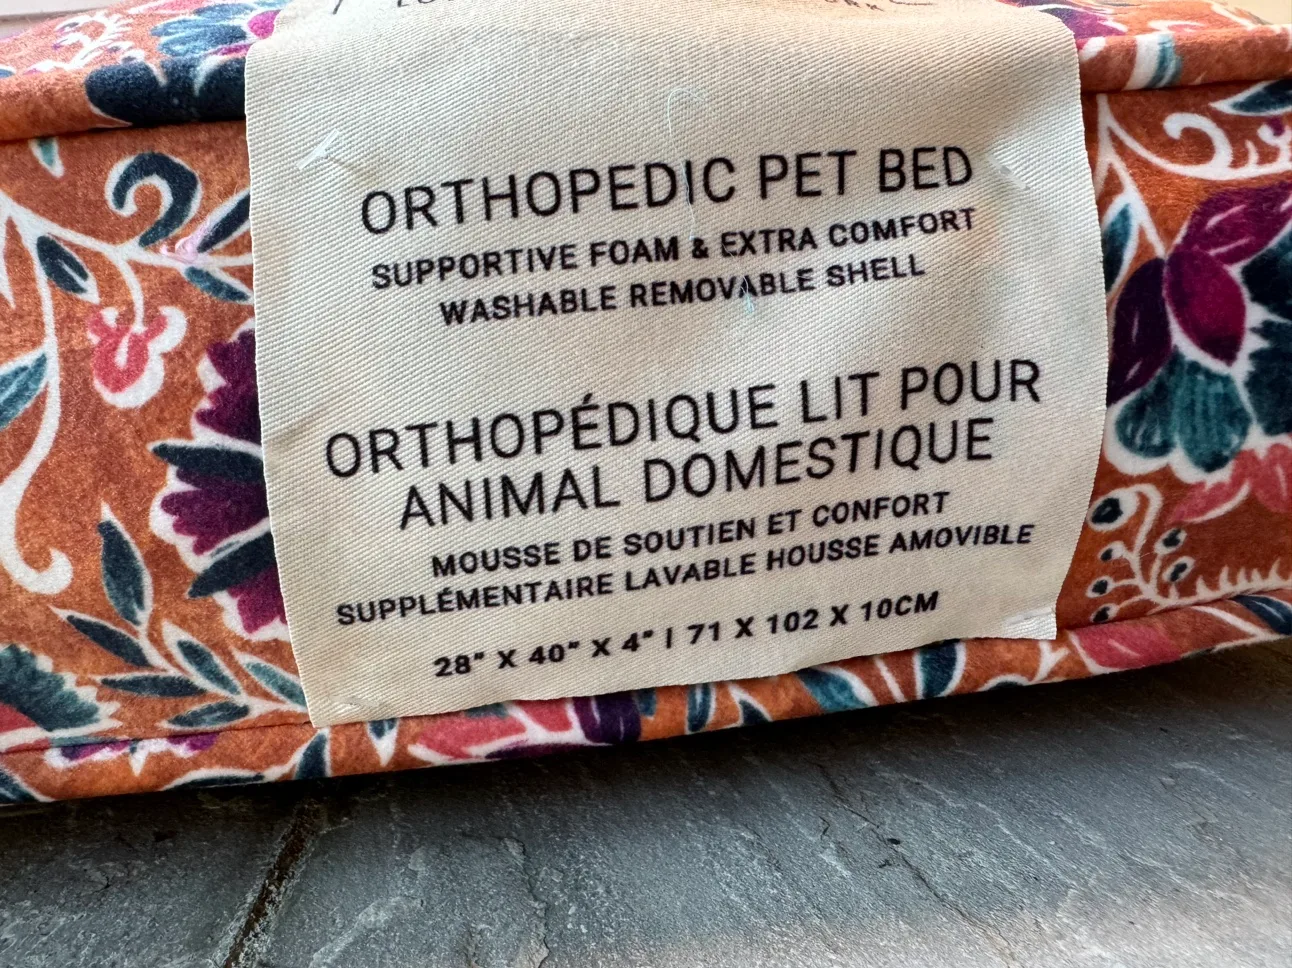 ORTHOPEDIC PET BED
SUPPORTIVE FOAM & EXTRA COMFORT
WASHABLE REMOVABLE SHELL
ORTHOPÉDIQUE LIT POUR
ANIMAL DOMESTIQUE
MOUSSE DE SOUTIEN ET CONFORT
SUPPLÉMENTAIRE LAVABLE HOUSSE AMOVIBLE
28" X 40" X 4" | 71 X 102 X 10CM